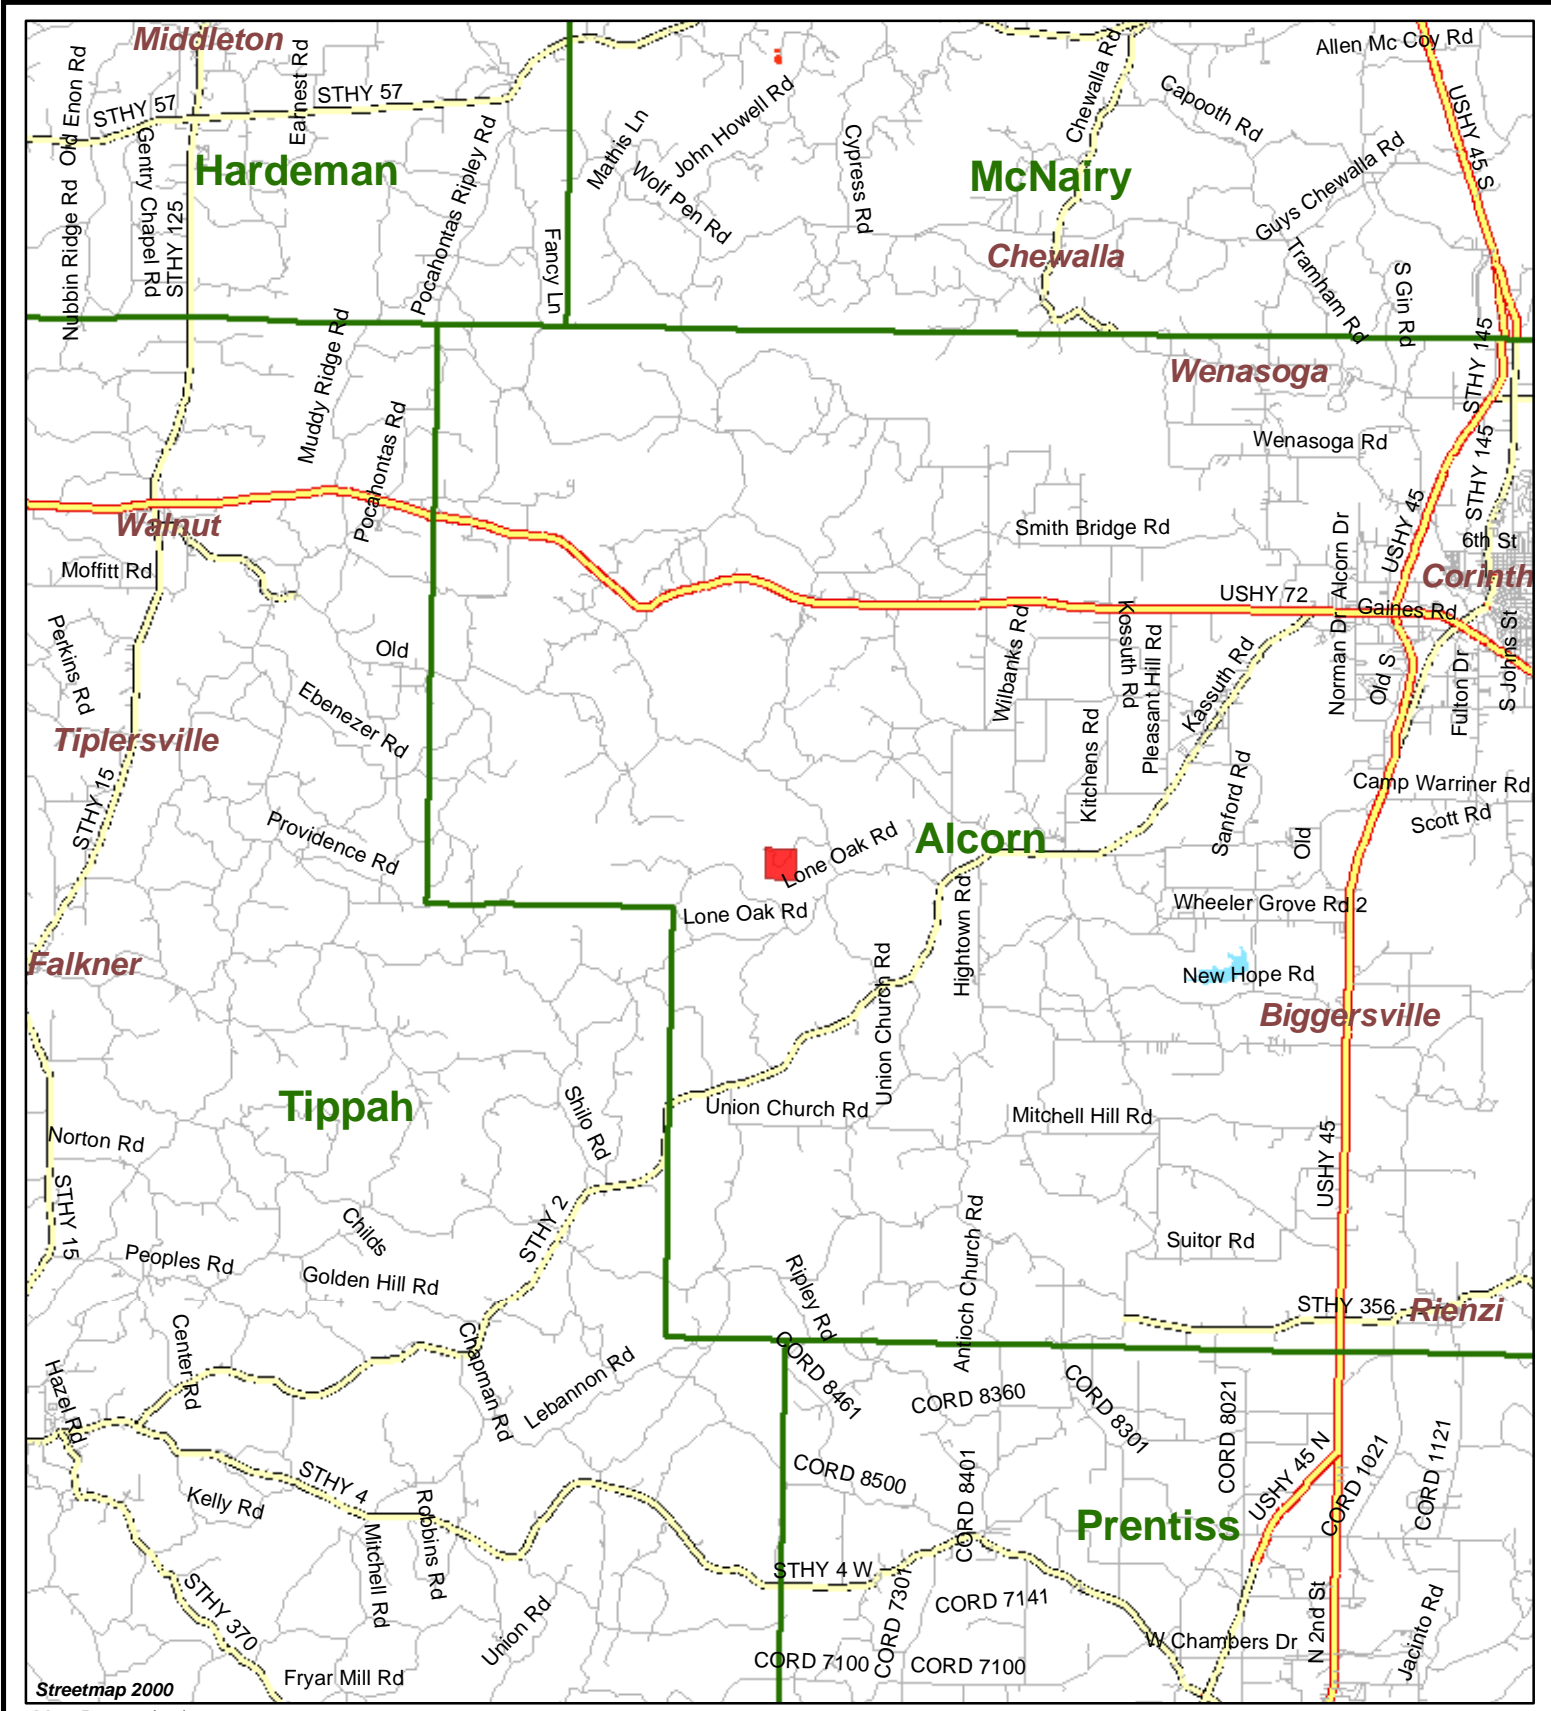 Middleton
Allen Mc Coy Rd
Old Enon Rd
Earnest Rd
Chewalla Rd
STHY 57
STHY 57
John Howell Rd
Capooth Rd
USHY 45 S
Mathis Ln
Gentry Chapel Rd
Pocahontas Ripley Rd
Cypress Rd
Hardeman
McNairy
Guys Chewalla Rd
Wolf Pen Rd
Nubbin Ridge Rd
STHY 125
Fancy Ln
Chewalla
Tramham Rd
S Gin Rd
Muddy Ridge Rd
STHY 145
Wenasoga
Pocahontas Rd
Wenasoga Rd
STHY 145
Walnut
Smith Bridge Rd
Alcorn Dr
USHY 45
6th St
Moffitt Rd
Corinth
USHY 72
Gaines Rd
Perkins Rd
Old
Wilbanks Rd
Kossuth Rd
Pleasant Hill Rd
Kassuth Rd
Norman Dr
Old S
Fulton Dr
S Johns St
Ebenezer Rd
Tiplersville
Kitchens Rd
Sanford Rd
Camp Warriner Rd
STHY 15
Scott Rd
Providence Rd
Lone Oak Rd
Alcorn
Old
Lone Oak Rd
Hightown Rd
Wheeler Grove Rd 2
Falkner
Union Church Rd
New Hope Rd
Biggersville
Tippah
Shilo Rd
Union Church Rd
Mitchell Hill Rd
Norton Rd
USHY 45
STHY 15
STHY 2
Childs
Antioch Church Rd
Suitor Rd
Peoples Rd
Golden Hill Rd
Ripley Rd
STHY 356
Rienzi
Center Rd
Chapman Rd
Hazel Rd
Lebannon Rd
CORD 8461
CORD 8360
CORD 8301
CORD 8021
CORD 1121
STHY 4
CORD 8500
CORD 8401
USHY 45 N
CORD 1021
Kelly Rd
Robbins Rd
Mitchell Rd
Prentiss
STHY 4 W
STHY 370
Union Rd
CORD 7301
CORD 7141
N 2nd St
Jacinto Rd
W Chambers Dr
Fryar Mill Rd
CORD 7100
CORD 7100
Streetmap 2000